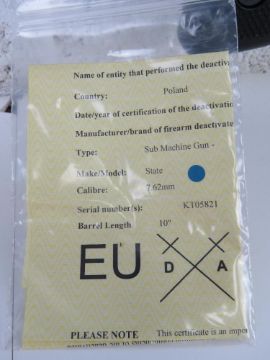 Name of entity that performed the deactiv
Country: Poland
Date/year of certification of the deactivatio
Manufacturer/brand of firearm deactivate
Type: Sub Machine Gun -
Make/Model: State
Calibre: 7.62mm
Serial number(s): KT05821
Barrel Length 10"
EU D A
PLEASE NOTE This certificate is an impor